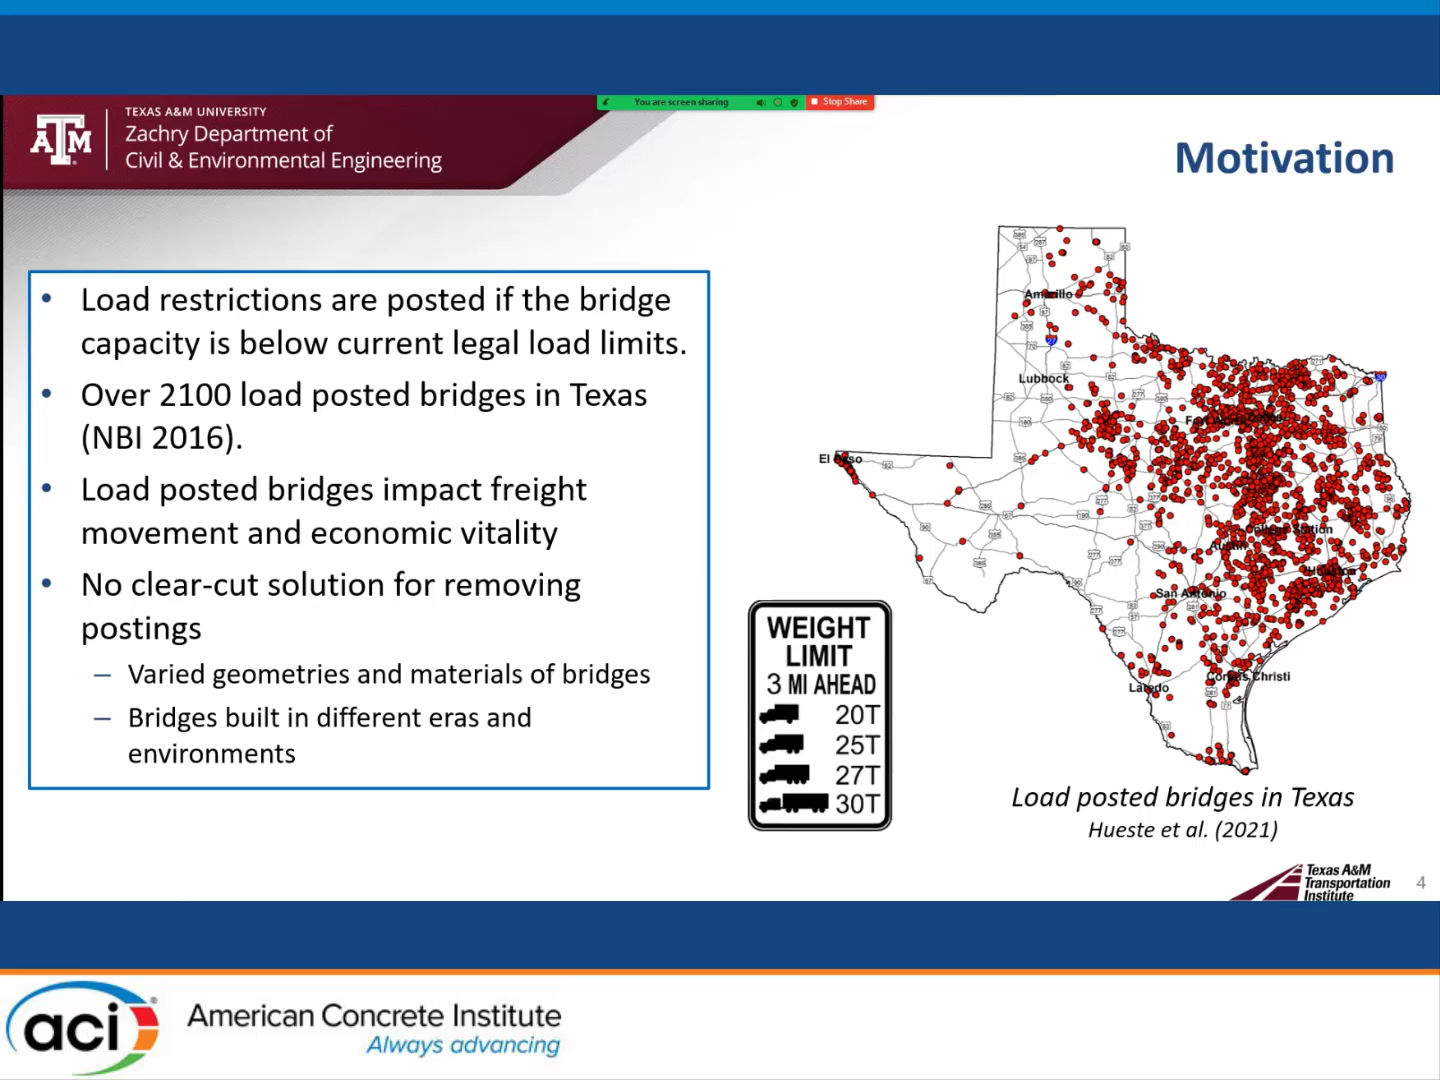 You are screen sharing
Stop Share
TEXAS A&M UNIVERSITY
Zachry Department of
Civil & Environmental Engineering
Motivation
• Load restrictions are posted if the bridge
capacity is below current legal load limits.
• Over 2100 load posted bridges in Texas
(NBI 2016).
• Load posted bridges impact freight
movement and economic vitality
• No clear-cut solution for removing
postings
– Varied geometries and materials of bridges
– Bridges built in different eras and
environments
Amarillo
Lubbock
El Paso
Austin
San Antonio
Corpus Christi
Laredo
Houston
College Station
WEIGHT
LIMIT
3 MI AHEAD
20T
25T
27T
30T
Load posted bridges in Texas
Hueste et al. (2021)
Texas A&M
Transportation
Institute
4
aci
American Concrete Institute
Always advancing